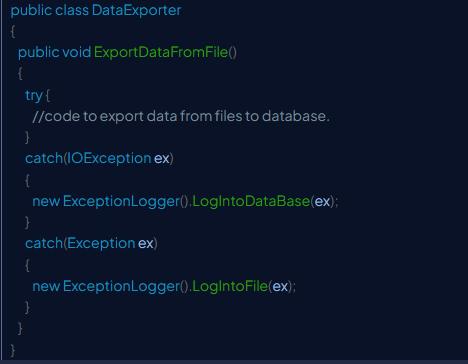 public class DataExporter
{
public void ExportDataFromFile()
{
try {
//code to export data from files to database.
}
catch(IOException ex)
{
new ExceptionLogger().LogIntoDataBase(ex);
}
catch(Exception ex)
{
new ExceptionLogger().LogIntoFile(ex);
}
}
}